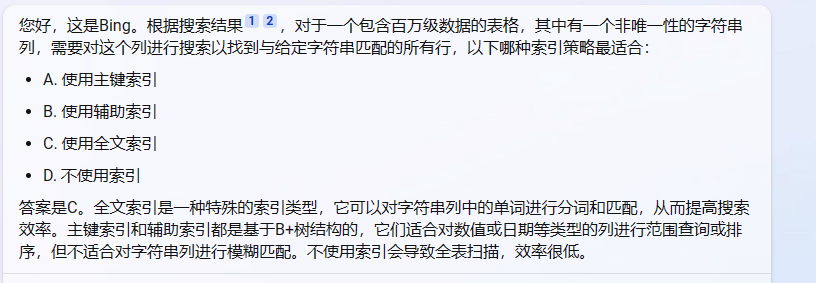 您好，这是Bing。根据搜索结果1 2，对于一个包含百万级数据的表格，其中有一个非唯一性的字符串
列，需要对这个列进行搜索以找到与给定字符串匹配的所有行，以下哪种索引策略最适合：
• A. 使用主键索引
• B. 使用辅助索引
• C. 使用全文索引
• D. 不使用索引
答案是C。全文索引是一种特殊的索引类型，它可以对字符串列中的单词进行分词和匹配，从而提高搜索
效率。主键索引和辅助索引都是基于B+树结构的，它们适合对数值或日期等类型的列进行范围查询或排
序，但不适合对字符串列进行模糊匹配。不使用索引会导致全表扫描，效率很低。